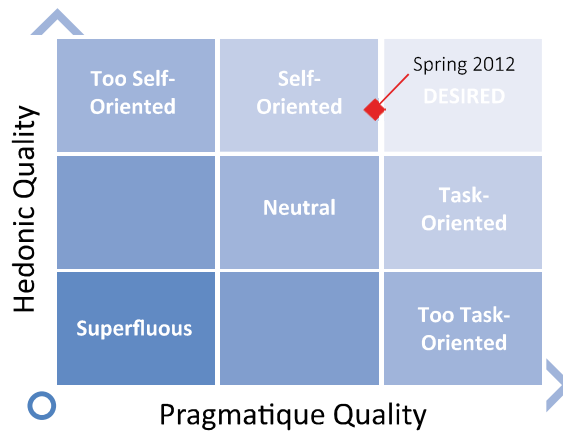 Spring 2012
Too Self-
Oriented
Self-
Oriented
DESIRED
Neutral
Task-
Oriented
Superfluous
Too Task-
Oriented
Hedonic Quality
Pragmatique Quality